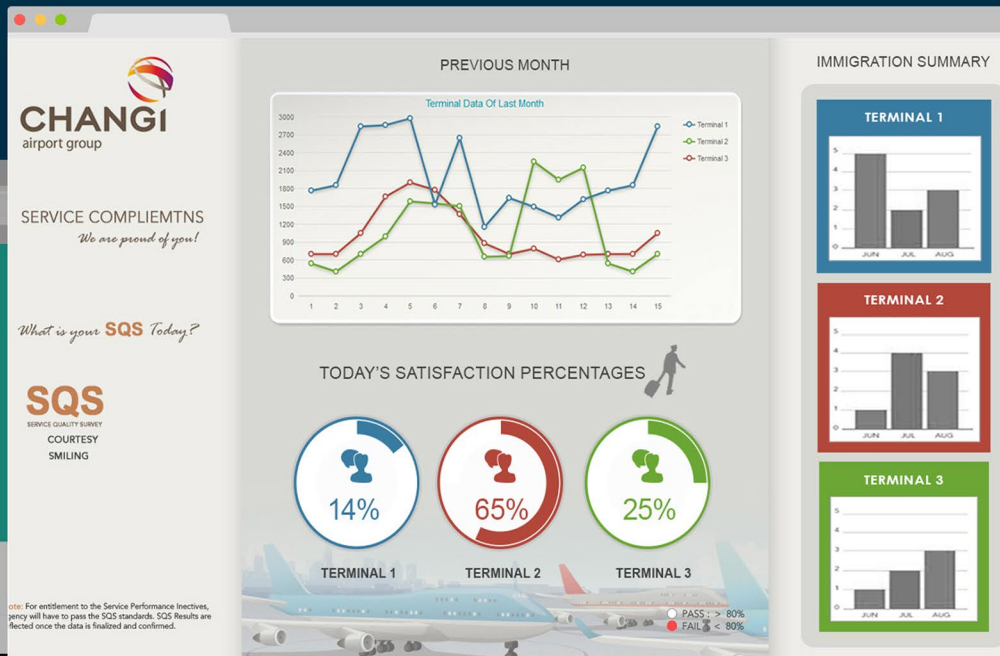 CHANGI
airport group
SERVICE COMPLIEMTNS
We are proud of you!
What is your SQS Today?
SQS
SERVICE QUALITY SURVEY
COURTESY
SMILING
ote: For entitlement to the Service Performance Inectives,
gency will have to pass the SQS standards. SQS Results are
flected once the data is finalized and confirmed.
PREVIOUS MONTH
Terminal Data Of Last Month
3000
2700
2400
2100
1800
1500
1200
900
600
300
0
1 2 3 4 5 6 7 8 9 10 11 12 13 14 15
Terminal 1
Terminal 2
Terminal 3
TODAY'S SATISFACTION PERCENTAGES
14% 65% 25%
TERMINAL 1 TERMINAL 2 TERMINAL 3
PASS : > 80%
FAIL : < 80%
IMMIGRATION SUMMARY
TERMINAL 1
5
4
3
2
1
0
JUN JUL AUG
TERMINAL 2
5
4
3
2
1
0
JUN JUL AUG
TERMINAL 3
5
4
3
2
1
0
JUN JUL AUG